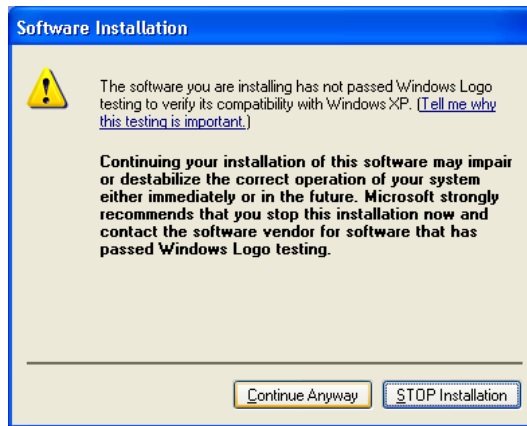 Software Installation
The software you are installing has not passed Windows Logo
testing to verify its compatibility with Windows XP. (Tell me why
this testing is important.)
Continuing your installation of this software may impair
or destabilize the correct operation of your system
either immediately or in the future. Microsoft strongly
recommends that you stop this installation now and
contact the software vendor for software that has
passed Windows Logo testing.
Continue Anyway
STOP Installation